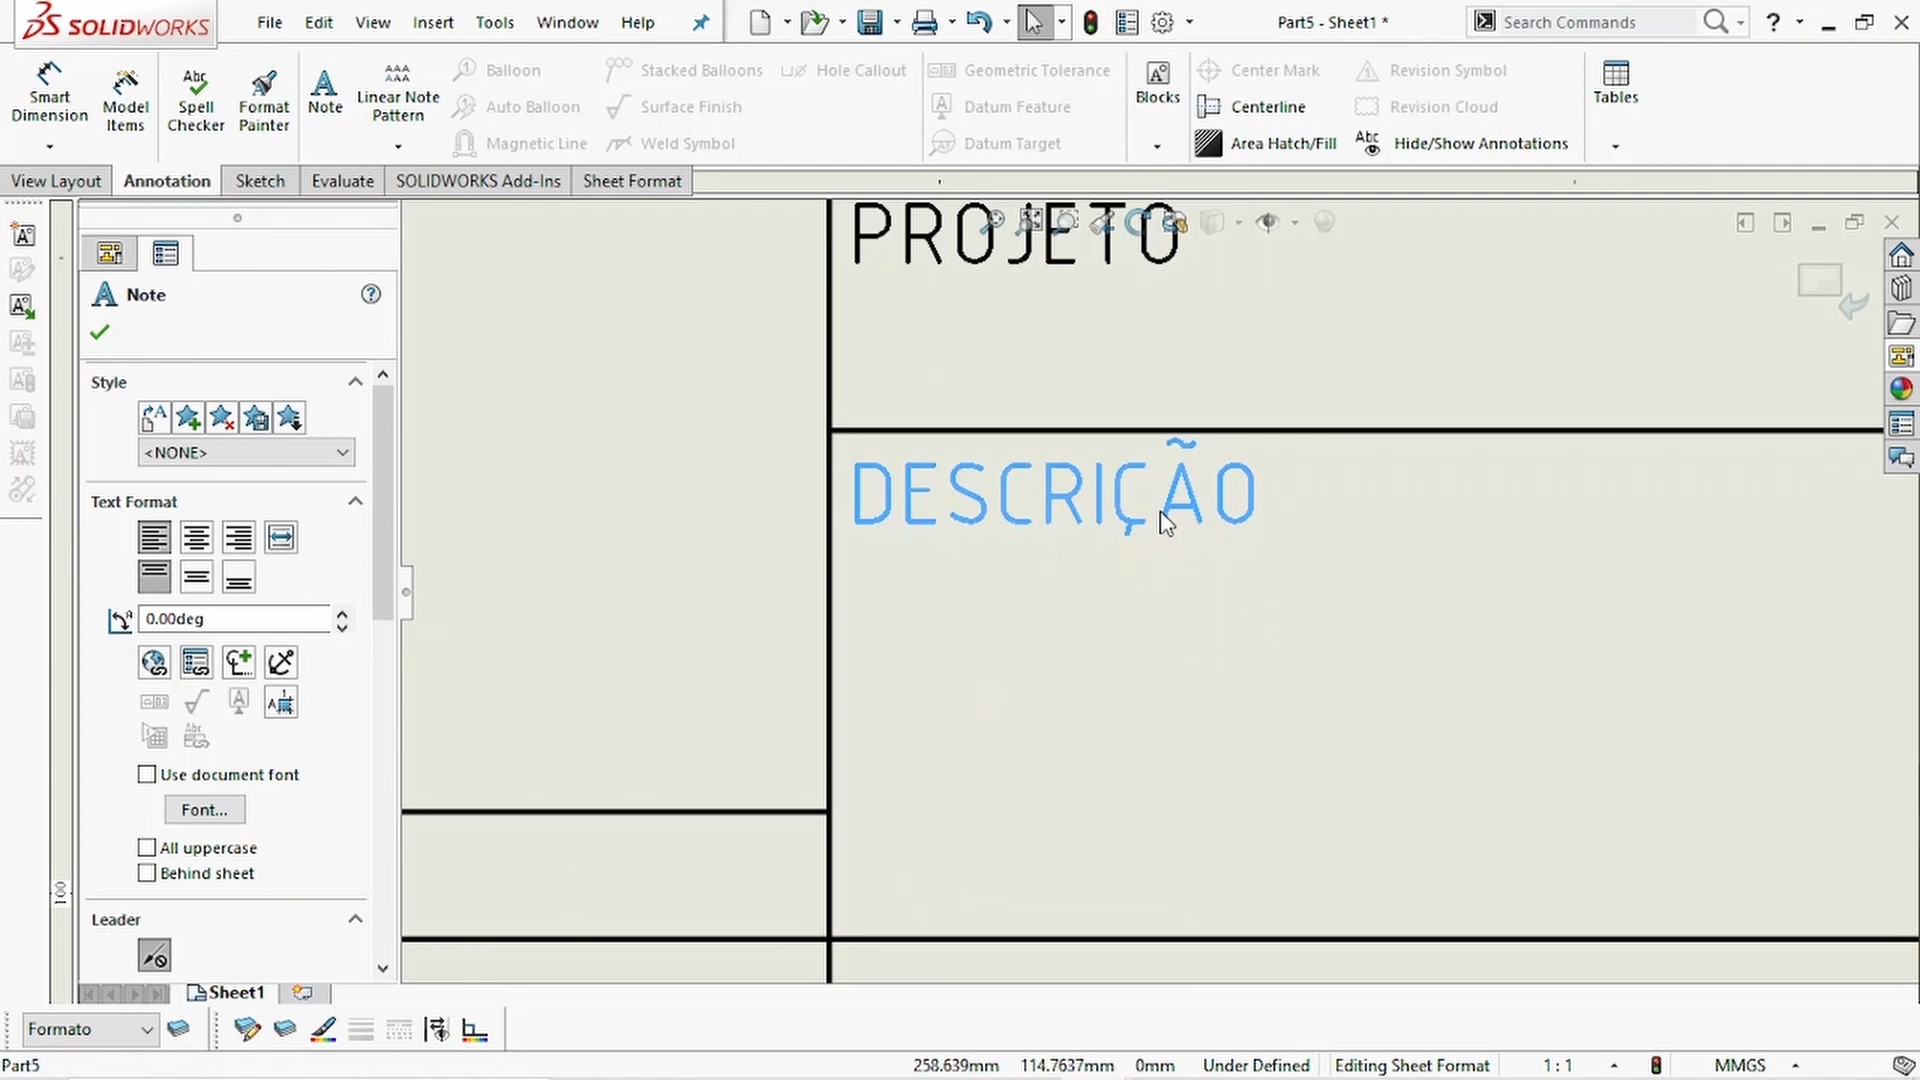 SOLIDWORKS
File Edit View Insert Tools Window Help
Part5 - Sheet1 *
Search Commands
?
Smart Dimension
Model Items
Abc
Spell Checker
Format Painter
Note
AAA
AAA
Linear Note Pattern
Balloon
Auto Balloon
Magnetic Line
Stacked Balloons
Surface Finish
Weld Symbol
Hole Callout
Geometric Tolerance
Datum Feature
Datum Target
Blocks
Center Mark
Centerline
Area Hatch/Fill
Revision Symbol
Revision Cloud
Abc
Hide/Show Annotations
Tables
View Layout
Annotation
Sketch
Evaluate
SOLIDWORKS Add-Ins
Sheet Format
Note
Style
<NONE>
Text Format
0.00deg
Use document font
Font...
All uppercase
Behind sheet
Leader
100
PROJETO
DESCRIÇÃO
Sheet1
Formato
Part5
258.639mm
114.7637mm
0mm
Under Defined
Editing Sheet Format
1 : 1
MMGS